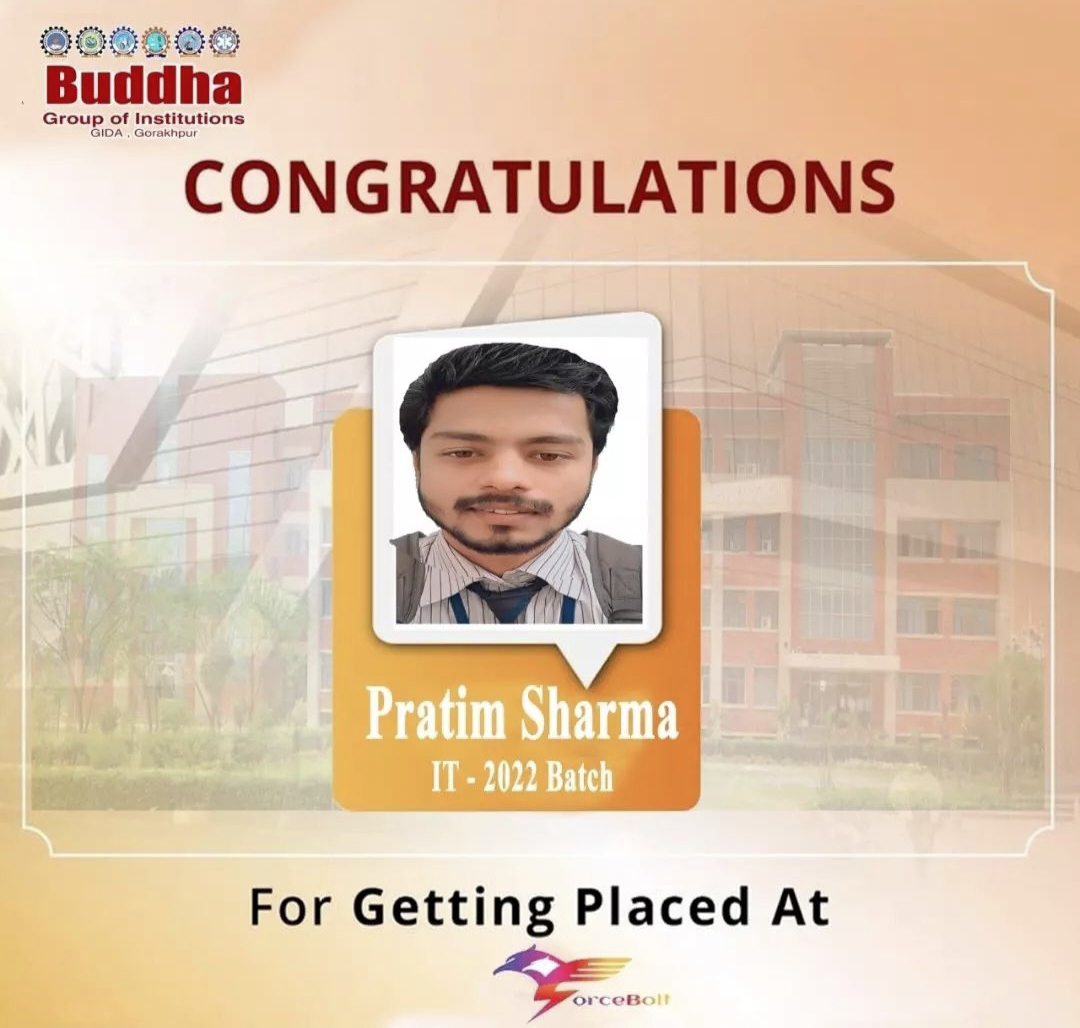 Buddha
Group of Institutions
GIDA , Gorakhpur
CONGRATULATIONS
Pratim Sharma
IT - 2022 Batch
For Getting Placed At
ForceBolt